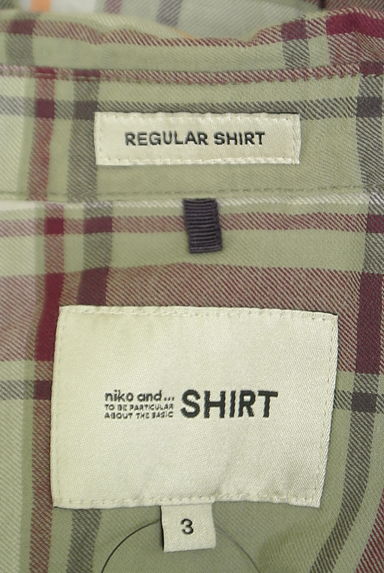 REGULAR SHIRT
niko and...
TO BE PARTICULAR
ABOUT THE BASIC
SHIRT
3